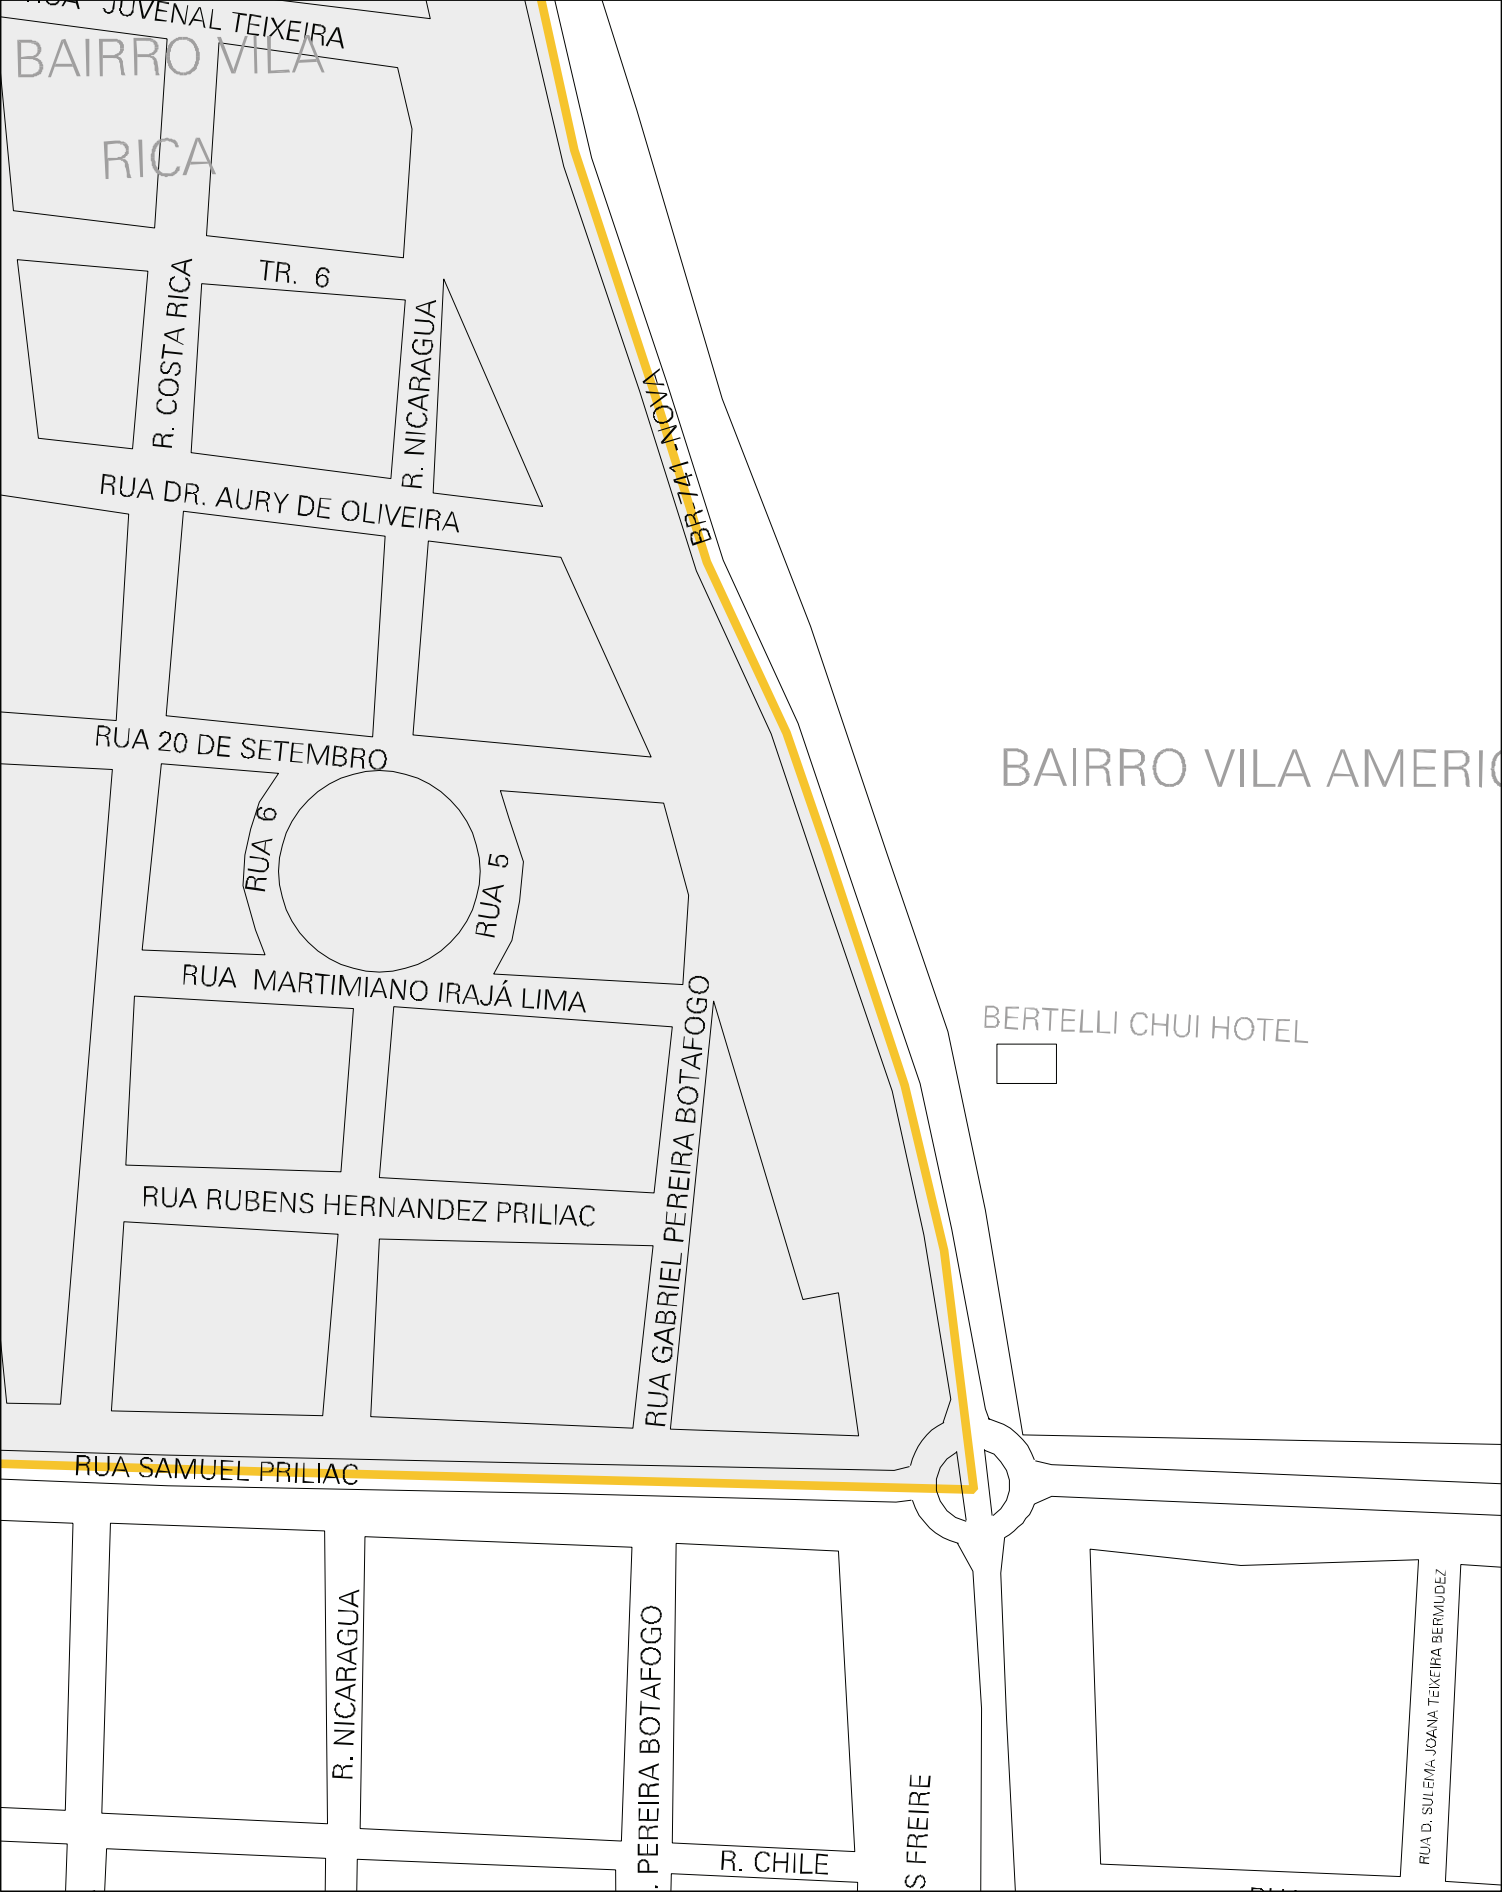 RUA JUVENAL TEIXEIRA
BAIRRO VILA
RICA
TR. 6
R. COSTA RICA
R. NICARAGUA
BR-741-NOVA
RUA DR. AURY DE OLIVEIRA
RUA 20 DE SETEMBRO
BAIRRO VILA AMERIC
RUA 6
RUA 5
RUA MARTIMIANO IRAJÁ LIMA
BERTELLI CHUI HOTEL
RUA GABRIEL PEREIRA BOTAFOGO
RUA RUBENS HERNANDEZ PRILIAC
RUA SAMUEL PRILIAC
R. NICARAGUA
. PEREIRA BOTAFOGO
RUA D. SULEMA JOANA TEIXEIRA BERMUDEZ
S FREIRE
R. CHILE